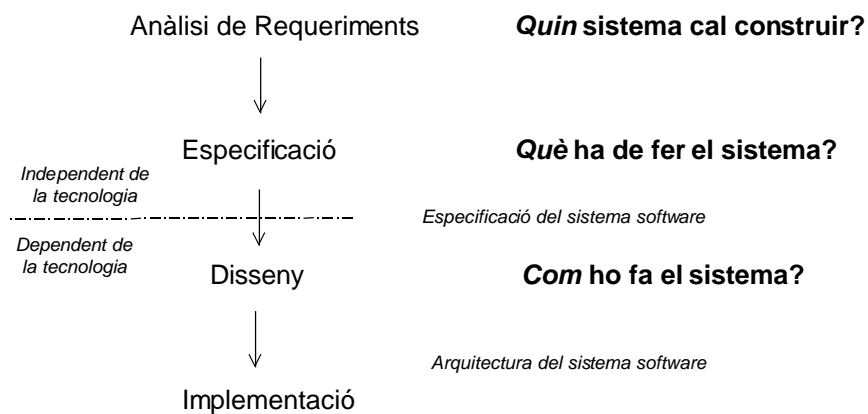 Anàlisi de Requeriments
Quin sistema cal construir?
Especificació
Què ha de fer el sistema?
Independent de
la tecnologia
Especificació del sistema software
Dependent de
la tecnologia
Disseny
Com ho fa el sistema?
Arquitectura del sistema software
Implementació